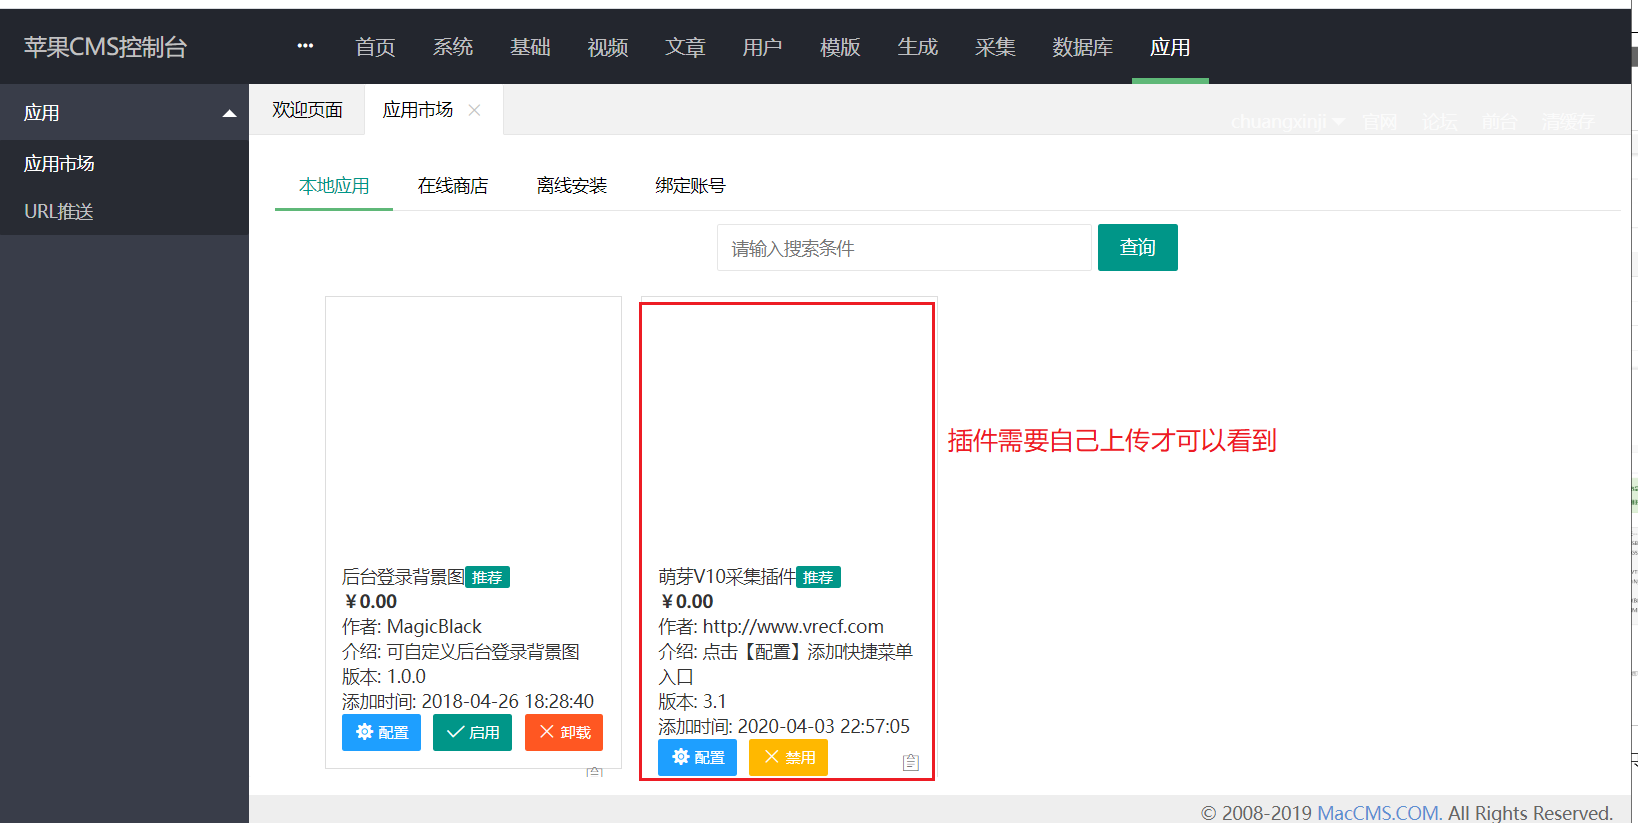 苹果CMS控制台
••• 首页 系统 基础 视频 文章 用户 模版 生成 采集 数据库 应用
应用
应用市场
URL推送
欢迎页面 应用市场
chuangxinji 官网 论坛 前台 清缓存
本地应用 在线商店 离线安装 绑定账号
请输入搜索条件 查询
插件需要自己上传才可以看到
后台登录背景图 推荐
¥0.00
作者: MagicBlack
介绍: 可自定义后台登录背景图
版本: 1.0.0
添加时间: 2018-04-26 18:28:40
配置 启用 卸载
萌芽V10采集插件 推荐
¥0.00
作者: http://www.vrecf.com
介绍: 点击【配置】添加快捷菜单
入口
版本: 3.1
添加时间: 2020-04-03 22:57:05
配置 禁用
© 2008-2019 MacCMS.COM. All Rights Reserved.